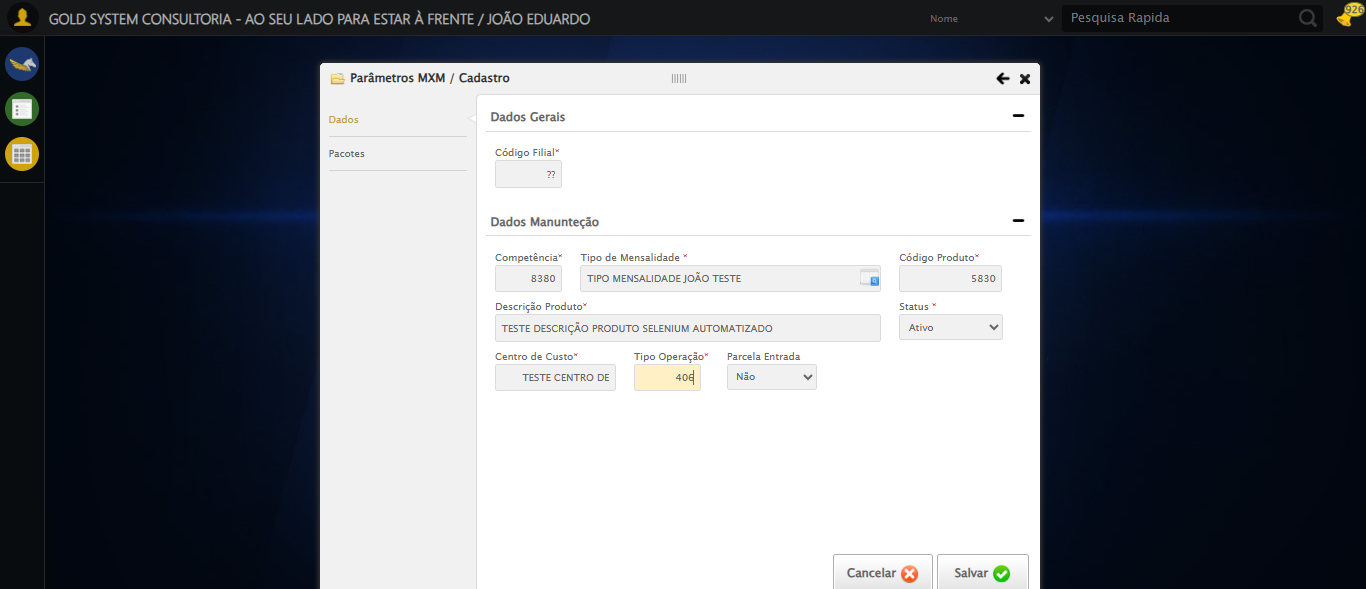 GOLD SYSTEM CONSULTORIA - AO SEU LADO PARA ESTAR À FRENTE / JOÃO EDUARDO
Nome
Pesquisa Rapida
926
Parâmetros MXM / Cadastro
Dados
Pacotes
Dados Gerais
Código Filial*
??
Dados Manunteção
Competência* Tipo de Mensalidade * Código Produto*
8380 TIPO MENSALIDADE JOÃO TESTE 5830
Descrição Produto* Status *
TESTE DESCRIÇÃO PRODUTO SELENIUM AUTOMATIZADO Ativo
Centro de Custo* Tipo Operação* Parcela Entrada
TESTE CENTRO DE 406 Não
Cancelar Salvar